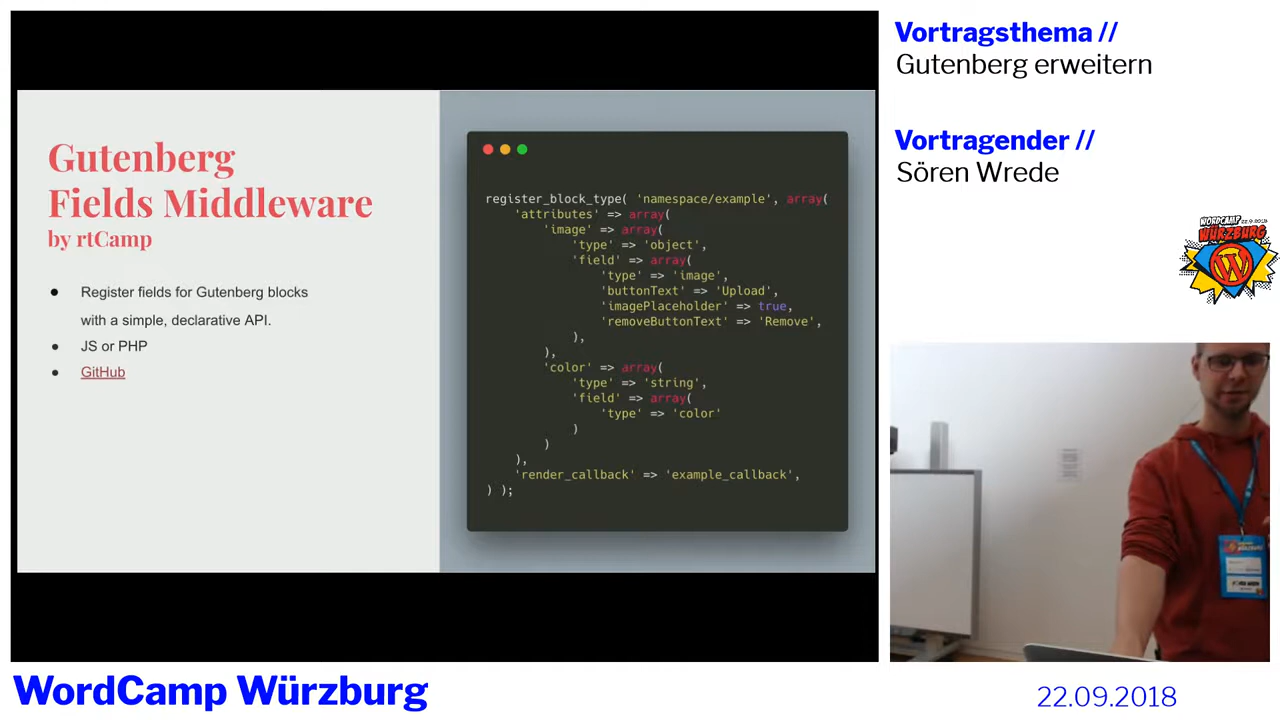 Vortragsthema //
Gutenberg erweitern
Vortragender //
Sören Wrede
WORDCAMP 22.9.2018
WÜRZBURG
Gutenberg
Fields Middleware
by rtCamp
● Register fields for Gutenberg blocks
with a simple, declarative API.
● JS or PHP
● GitHub
register_block_type( 'namespace/example', array(
'attributes' => array(
'image' => array(
'type' => 'object',
'field' => array(
'type' => 'image',
'buttonText' => 'Upload',
'imagePlaceholder' => true,
'removeButtonText' => 'Remove',
),
),
'color' => array(
'type' => 'string',
'field' => array(
'type' => 'color'
)
)
),
'render_callback' => 'example_callback',
) );
WordCamp Würzburg
22.09.2018